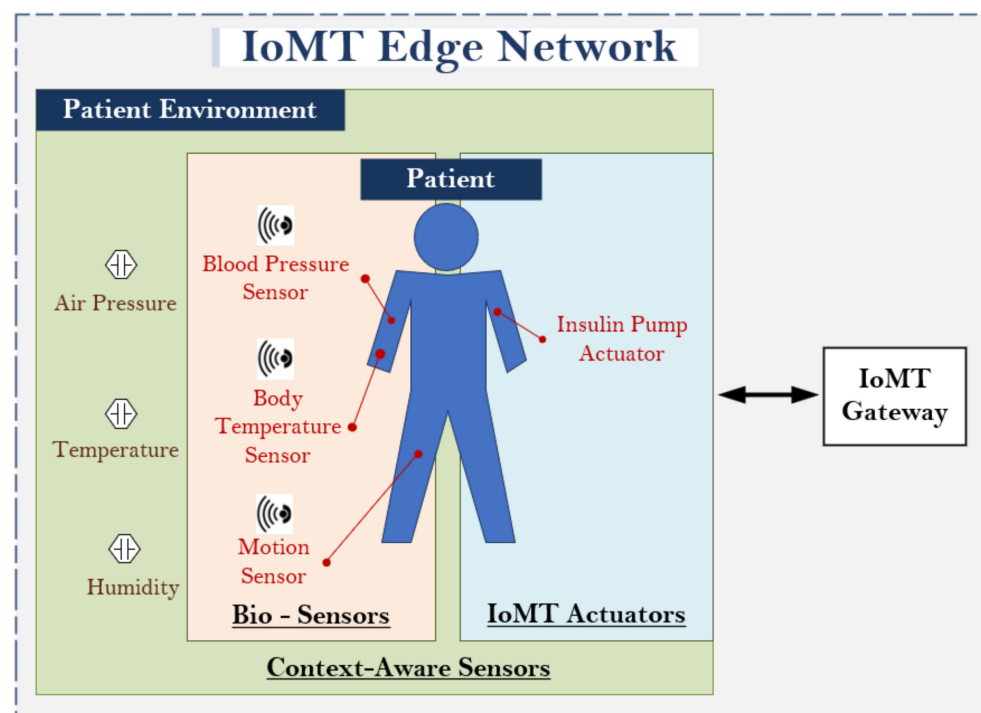 IoMT Edge Network
Patient Environment
Patient
Air Pressure
Temperature
Humidity
Blood Pressure
Sensor
Body
Temperature
Sensor
Motion
Sensor
Bio - Sensors
Insulin Pump
Actuator
IoMT Actuators
Context-Aware Sensors
IoMT
Gateway